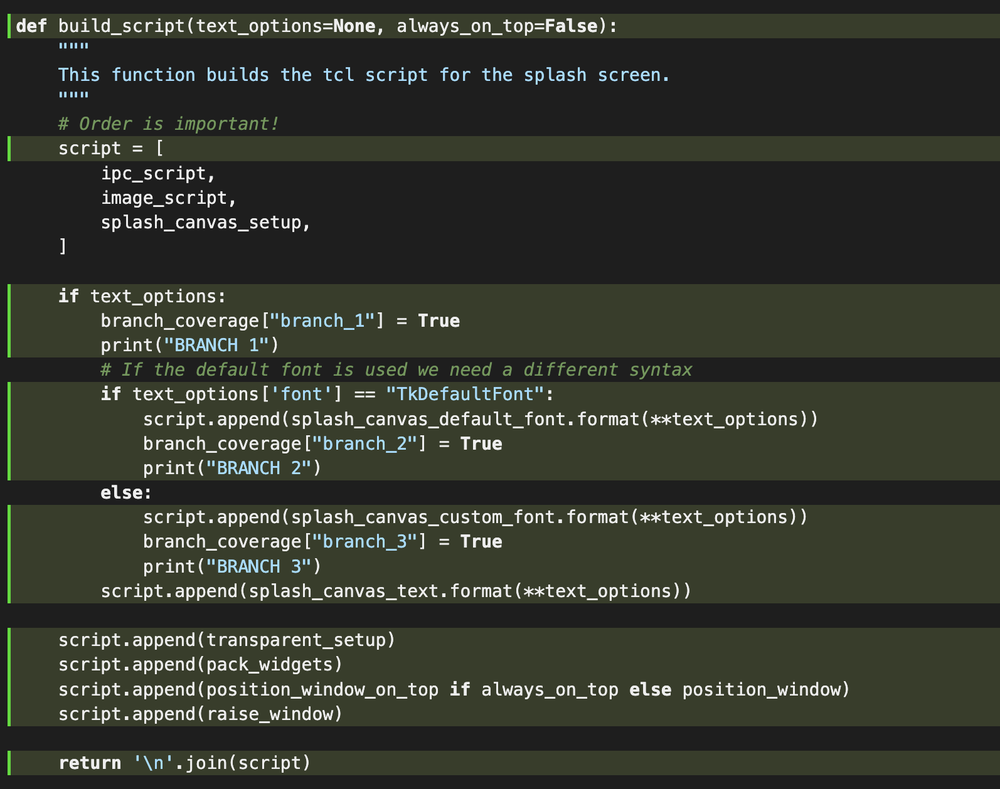 def build_script(text_options=None, always_on_top=False):
    """
    This function builds the tcl script for the splash screen.
    """
    # Order is important!
    script = [
        ipc_script,
        image_script,
        splash_canvas_setup,
    ]

    if text_options:
        branch_coverage["branch_1"] = True
        print("BRANCH 1")
        # If the default font is used we need a different syntax
        if text_options['font'] == "TkDefaultFont":
            script.append(splash_canvas_default_font.format(**text_options))
            branch_coverage["branch_2"] = True
            print("BRANCH 2")
        else:
            script.append(splash_canvas_custom_font.format(**text_options))
            branch_coverage["branch_3"] = True
            print("BRANCH 3")
        script.append(splash_canvas_text.format(**text_options))

    script.append(transparent_setup)
    script.append(pack_widgets)
    script.append(position_window_on_top if always_on_top else position_window)
    script.append(raise_window)

    return '\n'.join(script)